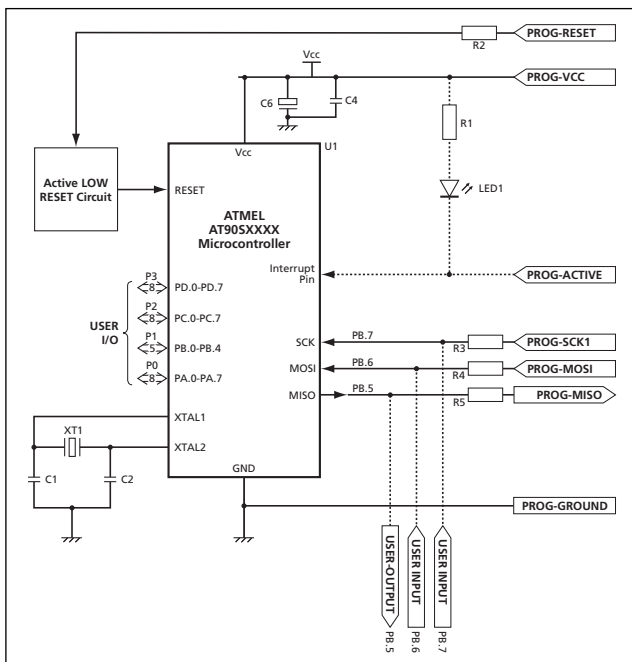 PROG-RESET
R2
Vcc
PROG-VCC
C6
C4
R1
U1
Vcc
Active LOW
RESET Circuit
RESET
LED1
ATMEL
AT90SXXXX
Microcontroller
Interrupt
Pin
PROG-ACTIVE
P3
8
PD.0-PD.7
P2
8
PC.0-PC.7
USER
I/O
P1
5
PB.0-PB.4
P0
8
PA.0-PA.7
SCK
PB.7
R3
PROG-SCK1
MOSI
PB.6
R4
PROG-MOSI
MISO
PB.5
R5
PROG-MISO
XTAL1
XT1
XTAL2
C1
C2
GND
PROG-GROUND
USER-OUTPUT
USER INPUT
USER INPUT
PB.5
PB.6
PB.7